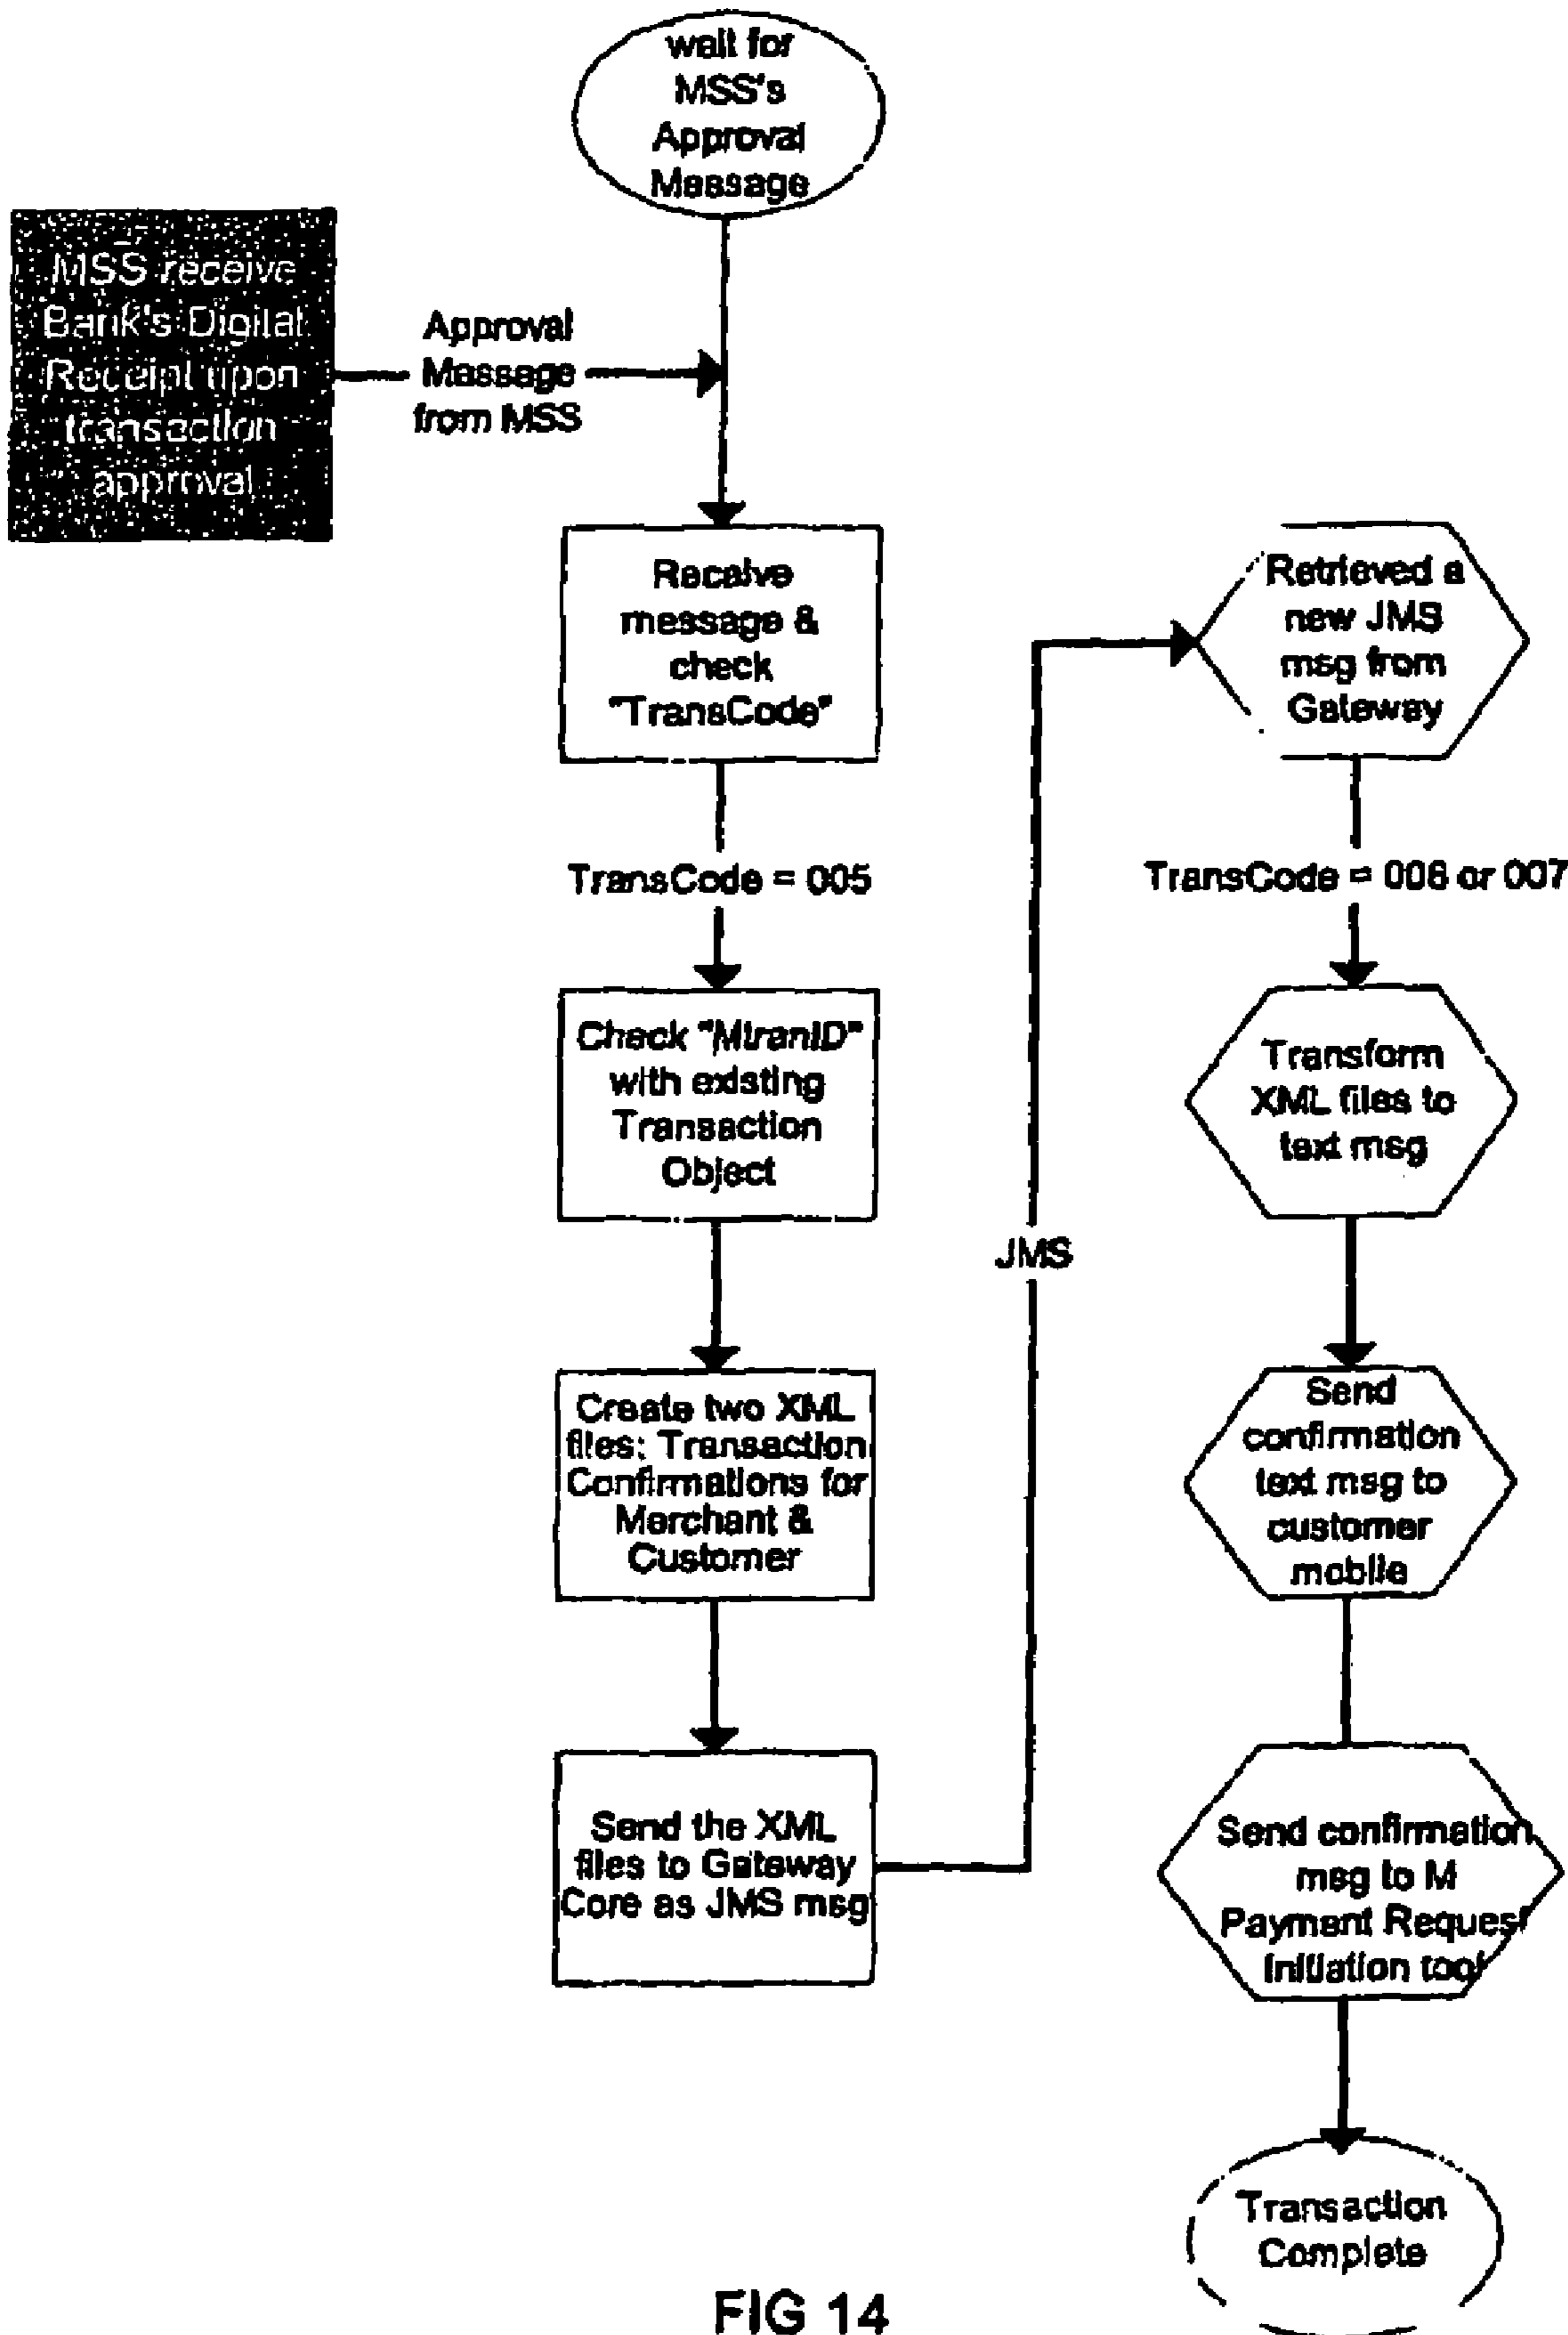 wait for
MSS's
Approval
Message
MSS receive
Bank's Digital
Receipt upon
transaction
approval
Approval
Message
from MSS
Receive
message &
check
"TransCode"
TransCode = 005
Check "MtranID"
with existing
Transaction
Object
Create two XML
files: Transaction
Confirmations for
Merchant &
Customer
Send the XML
files to Gateway
Core as JMS msg
JMS
Retrieved a
new JMS
msg from
Gateway
TransCode = 006 or 007
Transform
XML files to
text msg
Send
confirmation
text msg to
customer
mobile
Send confirmation
msg to M
Payment Request
Initiation tool
Transaction
Complete
FIG 14